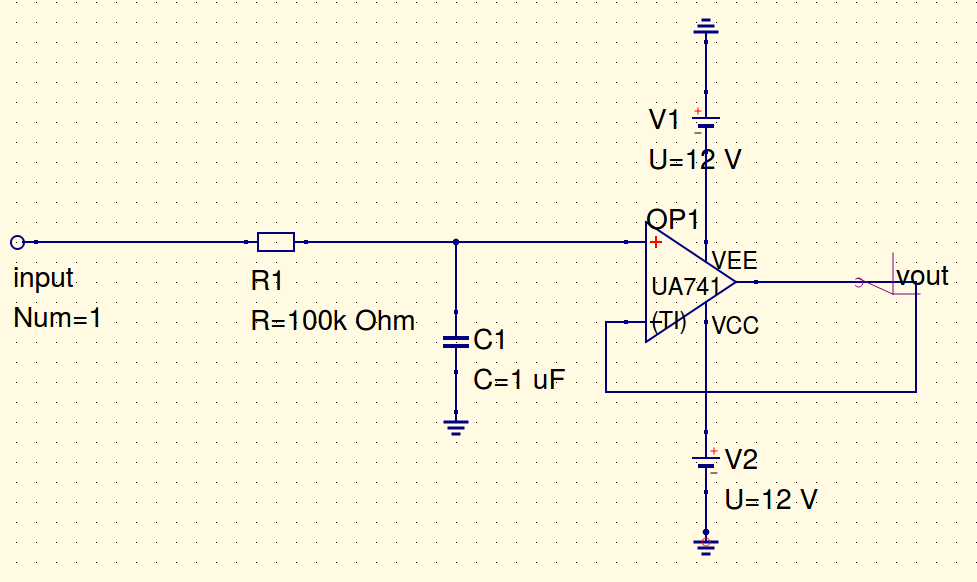 V1
U=12 V
OP1
VEE
UA741
(TI)
VCC
vout
input
Num=1
R1
R=100k Ohm
C1
C=1 uF
V2
U=12 V